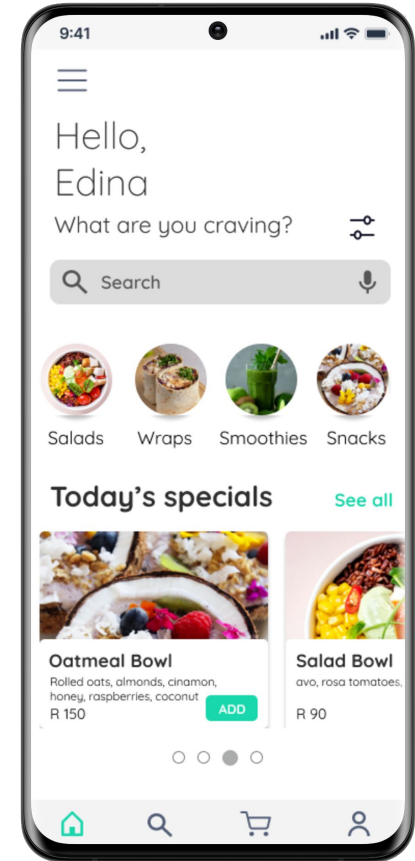 9:41
Hello,
Edina
What are you craving?
Search
Salads
Wraps
Smoothies
Snacks
Today's specials
See all
Oatmeal Bowl
Rolled oats, almonds, cinamon,
honey, raspberries, coconut
R 150
ADD
Salad Bowl
avo, rosa tomatoes,
R 90